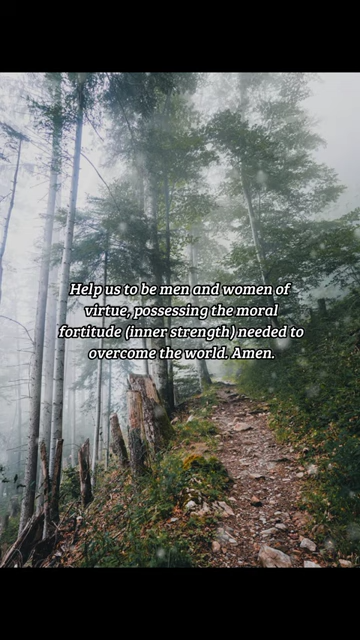 Help us to be men and women of
virtue, possessing the moral
fortitude (inner strength) needed to
overcome the world. Amen.